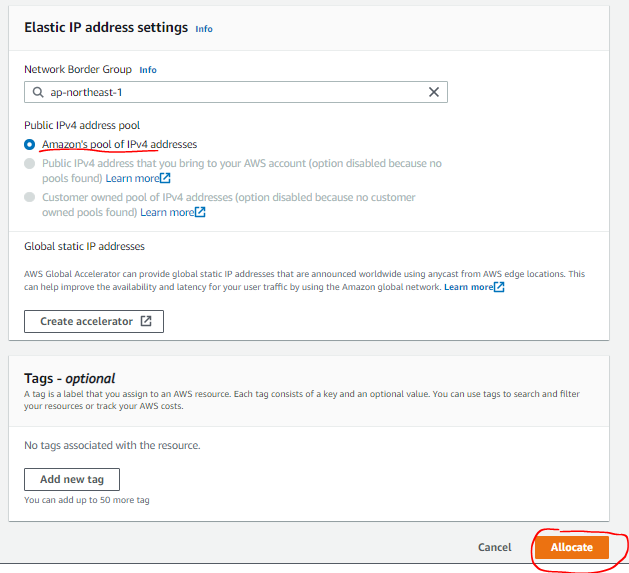 Elastic IP address settings Info
Network Border Group Info
ap-northeast-1
Public IPv4 address pool
Amazon's pool of IPv4 addresses
Public IPv4 address that you bring to your AWS account (option disabled because no
pools found) Learn more
Customer owned pool of IPv4 addresses (option disabled because no customer
owned pools found) Learn more
Global static IP addresses
AWS Global Accelerator can provide global static IP addresses that are announced worldwide using anycast from AWS edge locations. This
can help improve the availability and latency for your user traffic by using the Amazon global network. Learn more
Create accelerator
Tags - optional
A tag is a label that you assign to an AWS resource. Each tag consists of a key and an optional value. You can use tags to search and filter
your resources or track your AWS costs.
No tags associated with the resource.
Add new tag
You can add up to 50 more tag
Cancel Allocate